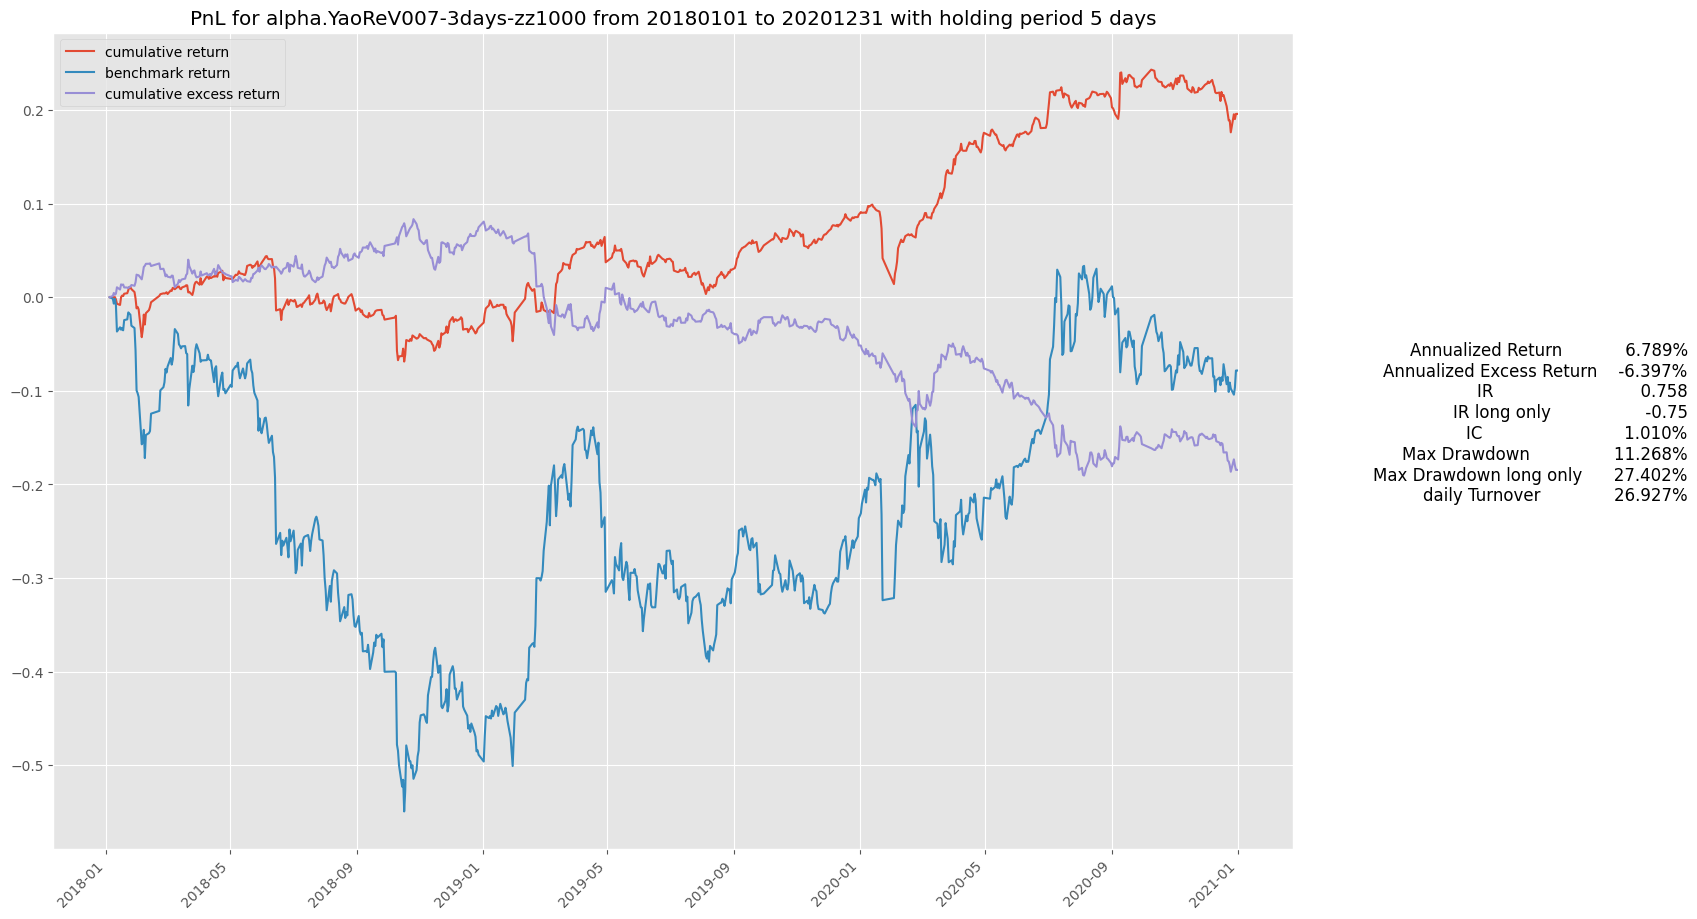 PnL for alpha.YaoReV007-3days-zz1000 from 20180101 to 20201231 with holding period 5 days
cumulative return
benchmark return
cumulative excess return
0.2
0.1
0.0
−0.1
−0.2
−0.3
−0.4
−0.5
2018-01
2018-05
2018-09
2019-01
2019-05
2019-09
2020-01
2020-05
2020-09
2021-01
Annualized Return 6.789%
Annualized Excess Return -6.397%
IR 0.758
IR long only -0.75
IC 1.010%
Max Drawdown 11.268%
Max Drawdown long only 27.402%
daily Turnover 26.927%